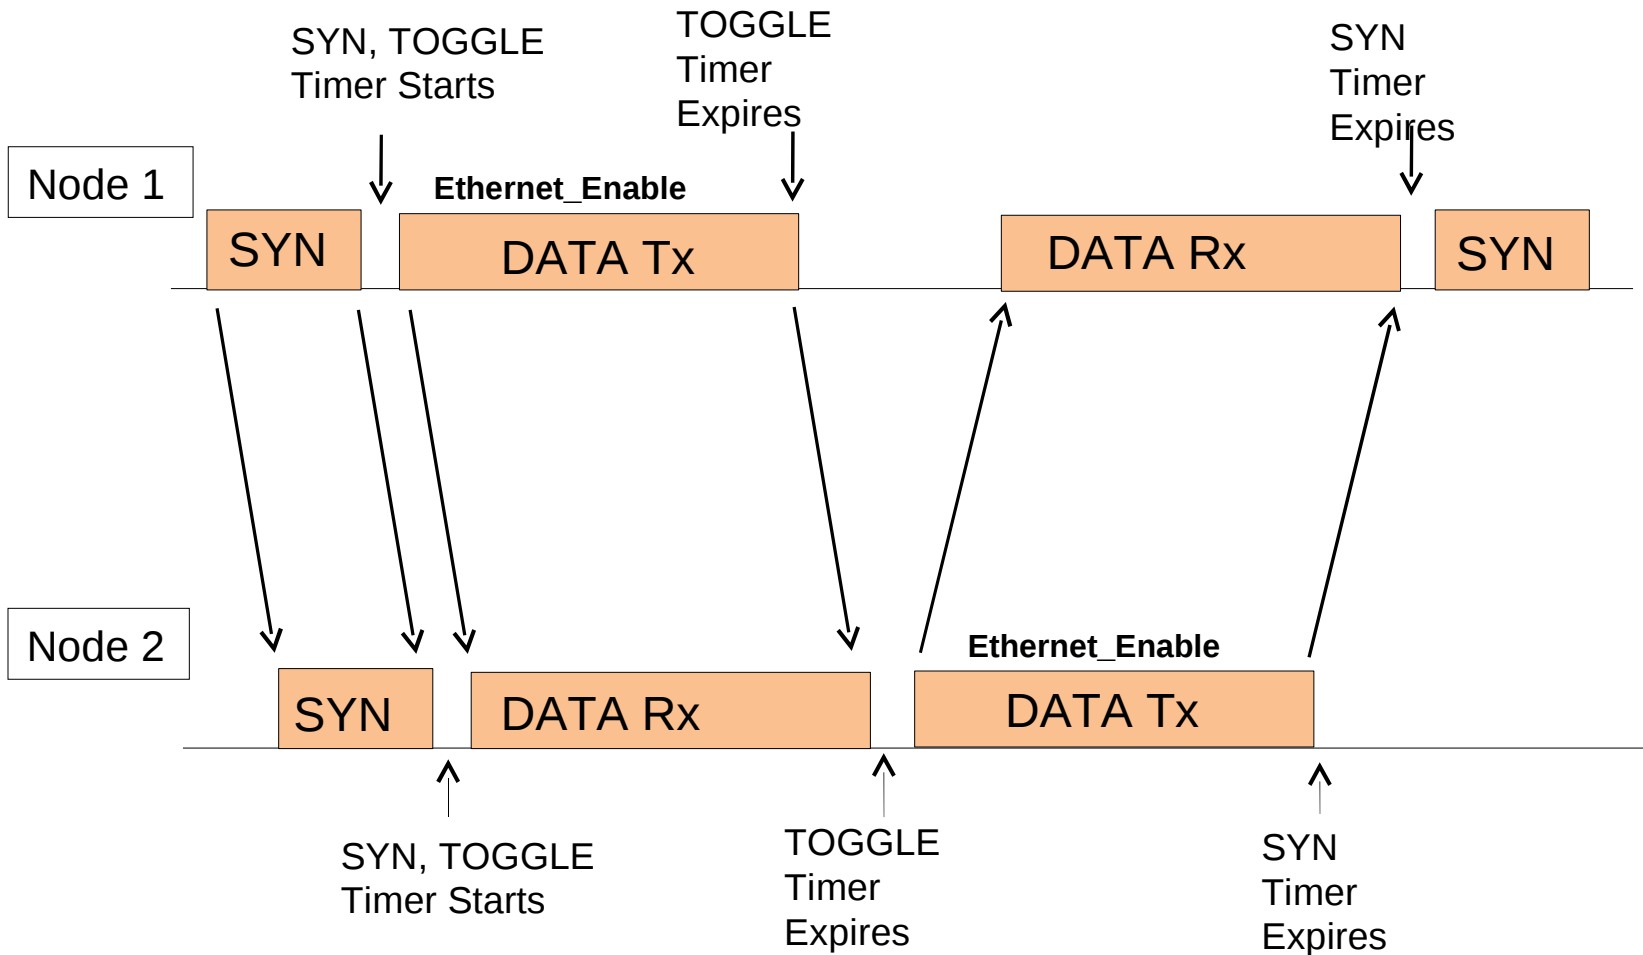 SYN, TOGGLE
Timer Starts
TOGGLE
Timer
Expires
SYN
Timer
Expires
Node 1
Ethernet_Enable
SYN
DATA Tx
DATA Rx
SYN
Node 2
Ethernet_Enable
SYN
DATA Rx
DATA Tx
SYN, TOGGLE
Timer Starts
TOGGLE
Timer
Expires
SYN
Timer
Expires